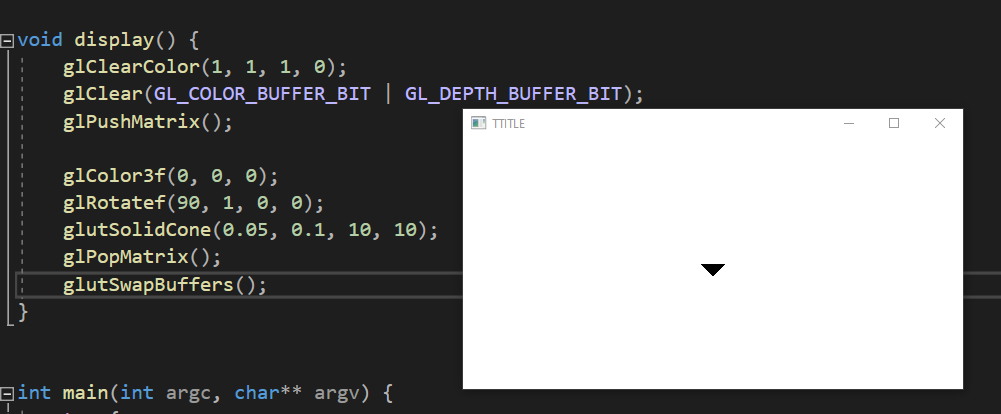 void display() {
glClearColor(1, 1, 1, 0);
glClear(GL_COLOR_BUFFER_BIT | GL_DEPTH_BUFFER_BIT);
glPushMatrix();
TTITLE
glColor3f(0, 0, 0);
glRotatef(90, 1, 0, 0);
glutSolidCone(0.05, 0.1, 10, 10);
glPopMatrix();
glutSwapBuffers();
}
int main(int argc, char** argv) {